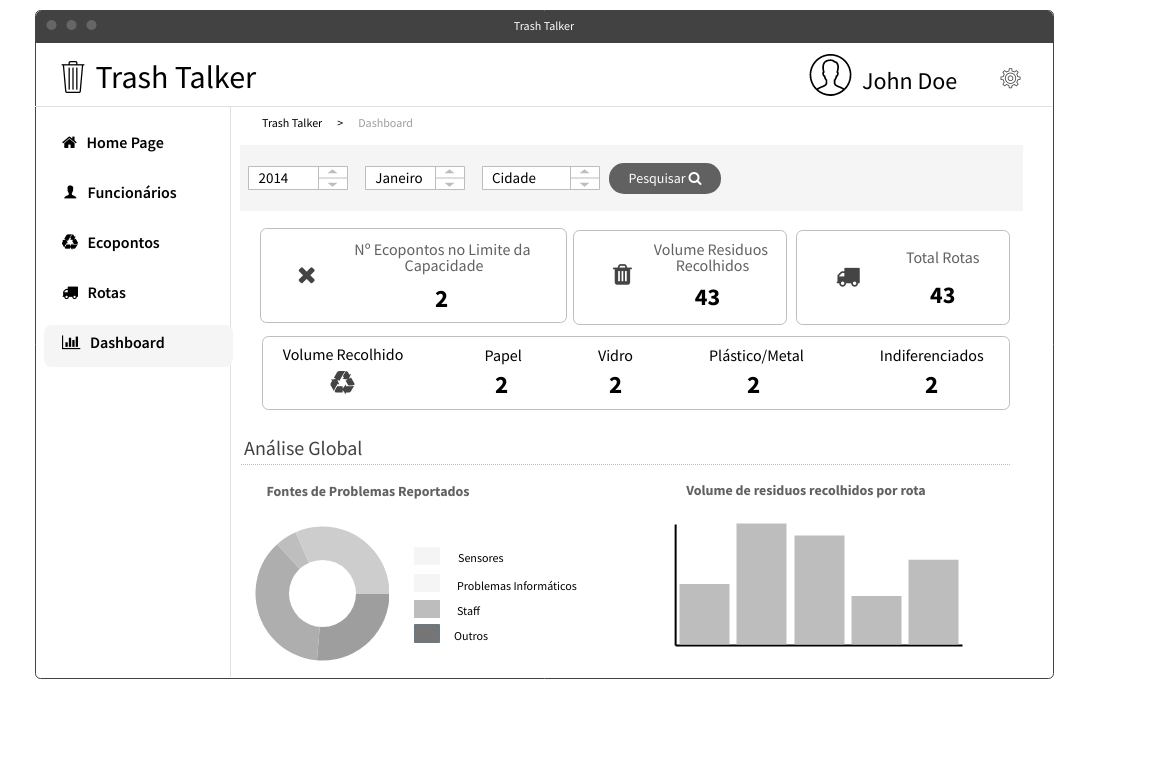 Trash Talker
Trash Talker
John Doe
Trash Talker > Dashboard
Home Page
Funcionários
Ecopontos
Rotas
Dashboard
2014 Janeiro Cidade Pesquisar
Nº Ecopontos no Limite da
Capacidade
2
Volume Residuos
Recolhidos
43
Total Rotas
43
Volume Recolhido
Papel
2
Vidro
2
Plástico/Metal
2
Indiferenciados
2
Análise Global
Fontes de Problemas Reportados
Sensores
Problemas Informáticos
Staff
Outros
Volume de residuos recolhidos por rota